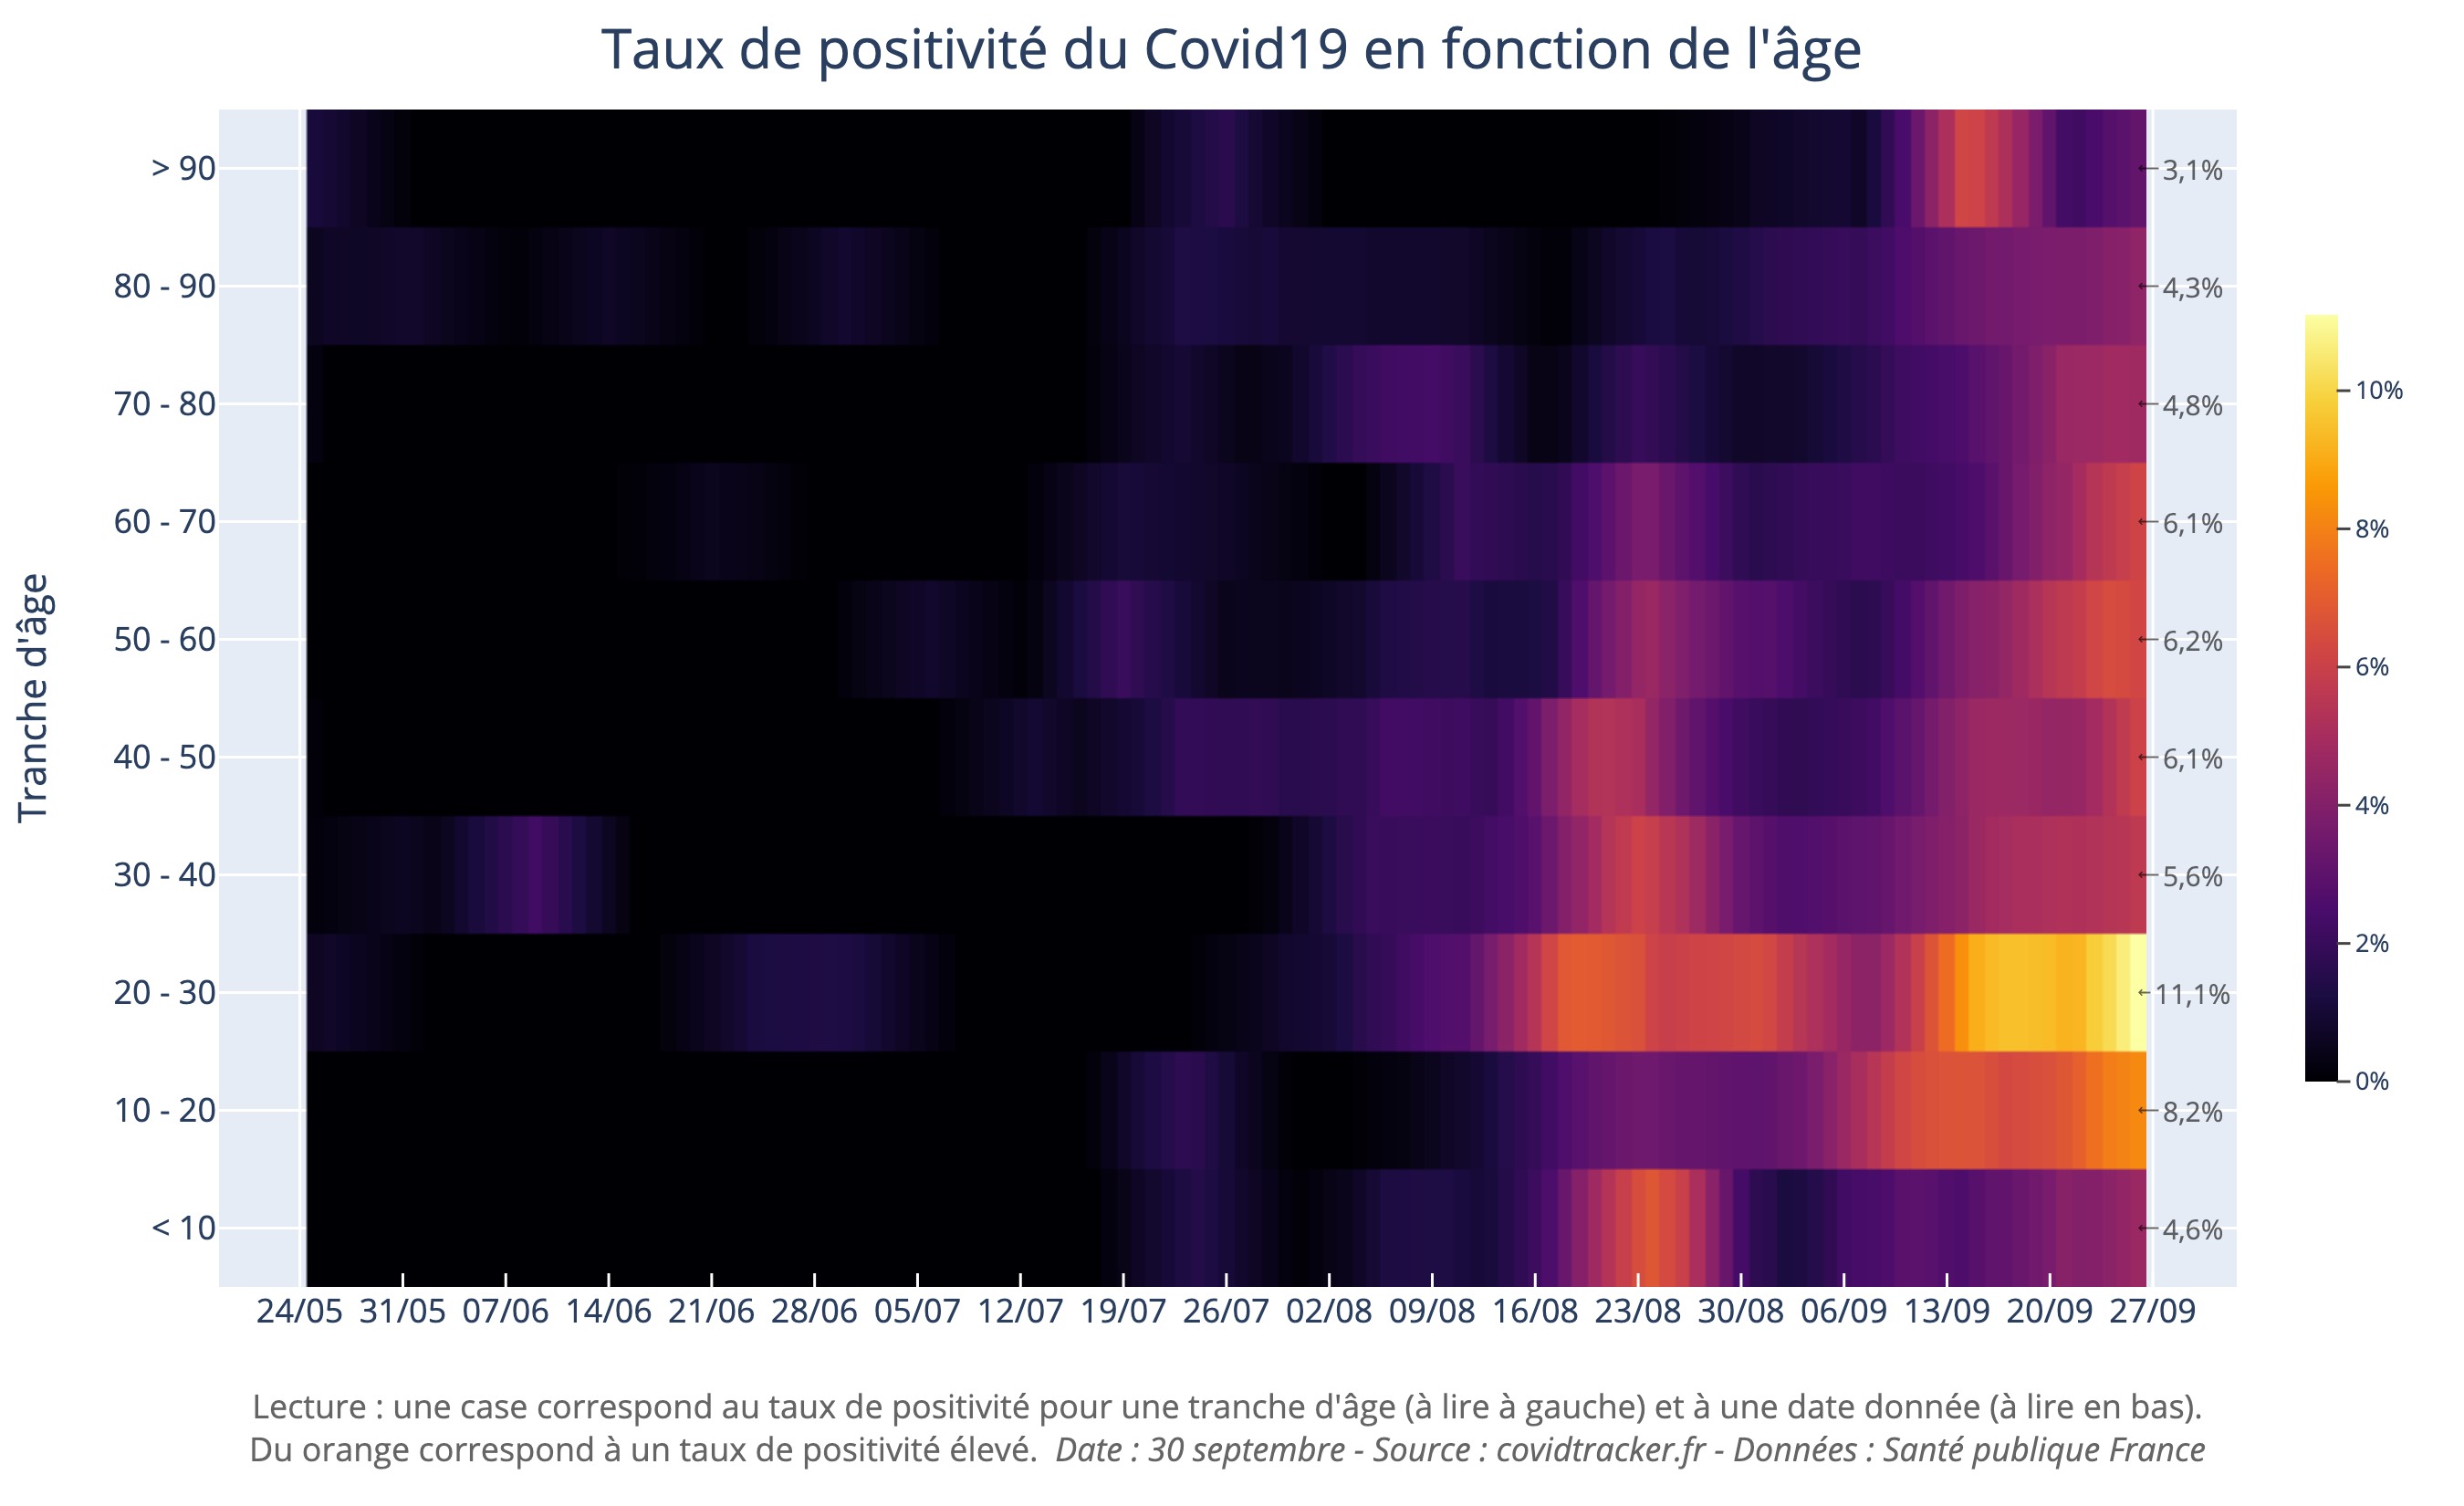 Taux de positivité du Covid19 en fonction de l'âge
Tranche d'âge
> 90
80 - 90
70 - 80
60 - 70
50 - 60
40 - 50
30 - 40
20 - 30
10 - 20
< 10
3,1%
4,3%
4,8%
6,1%
6,2%
6,1%
5,6%
11,1%
8,2%
4,6%
10%
8%
6%
4%
2%
0%
24/05 31/05 07/06 14/06 21/06 28/06 05/07 12/07 19/07 26/07 02/08 09/08 16/08 23/08 30/08 06/09 13/09 20/09 27/09
Lecture : une case correspond au taux de positivité pour une tranche d'âge (à lire à gauche) et à une date donnée (à lire en bas).
Du orange correspond à un taux de positivité élevé. Date : 30 septembre - Source : covidtracker.fr - Données : Santé publique France